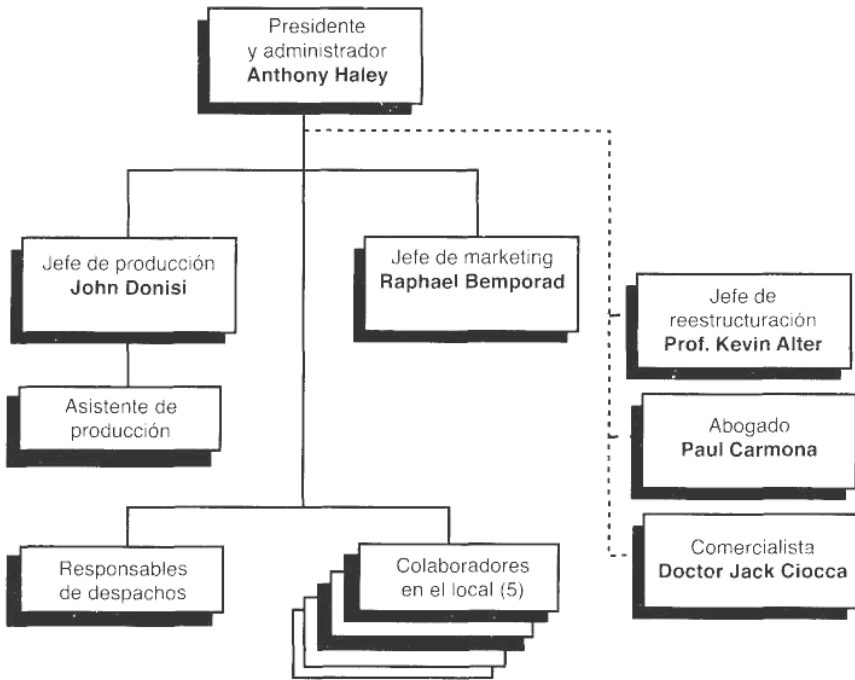 Presidente
y administrador
Anthony Haley
Jefe de producción
John Donisi
Jefe de marketing
Raphael Bemporad
Jefe de
reestructuración
Prof. Kevin Alter
Asistente de
producción
Abogado
Paul Carmona
Responsables
de despachos
Colaboradores
en el local (5)
Comercialista
Doctor Jack Ciocca